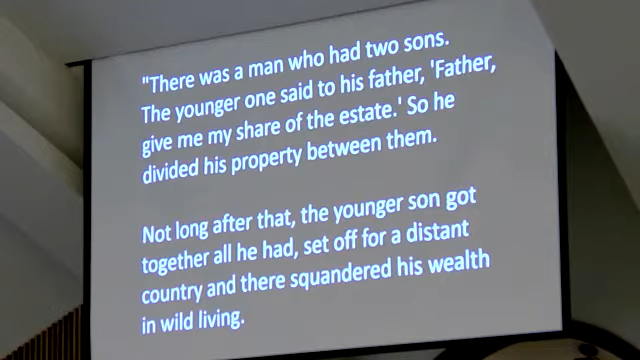 "There was a man who had two sons.
The younger one said to his father, 'Father,
give me my share of the estate.' So he
divided his property between them.
Not long after that, the younger son got
together all he had, set off for a distant
country and there squandered his wealth
in wild living.